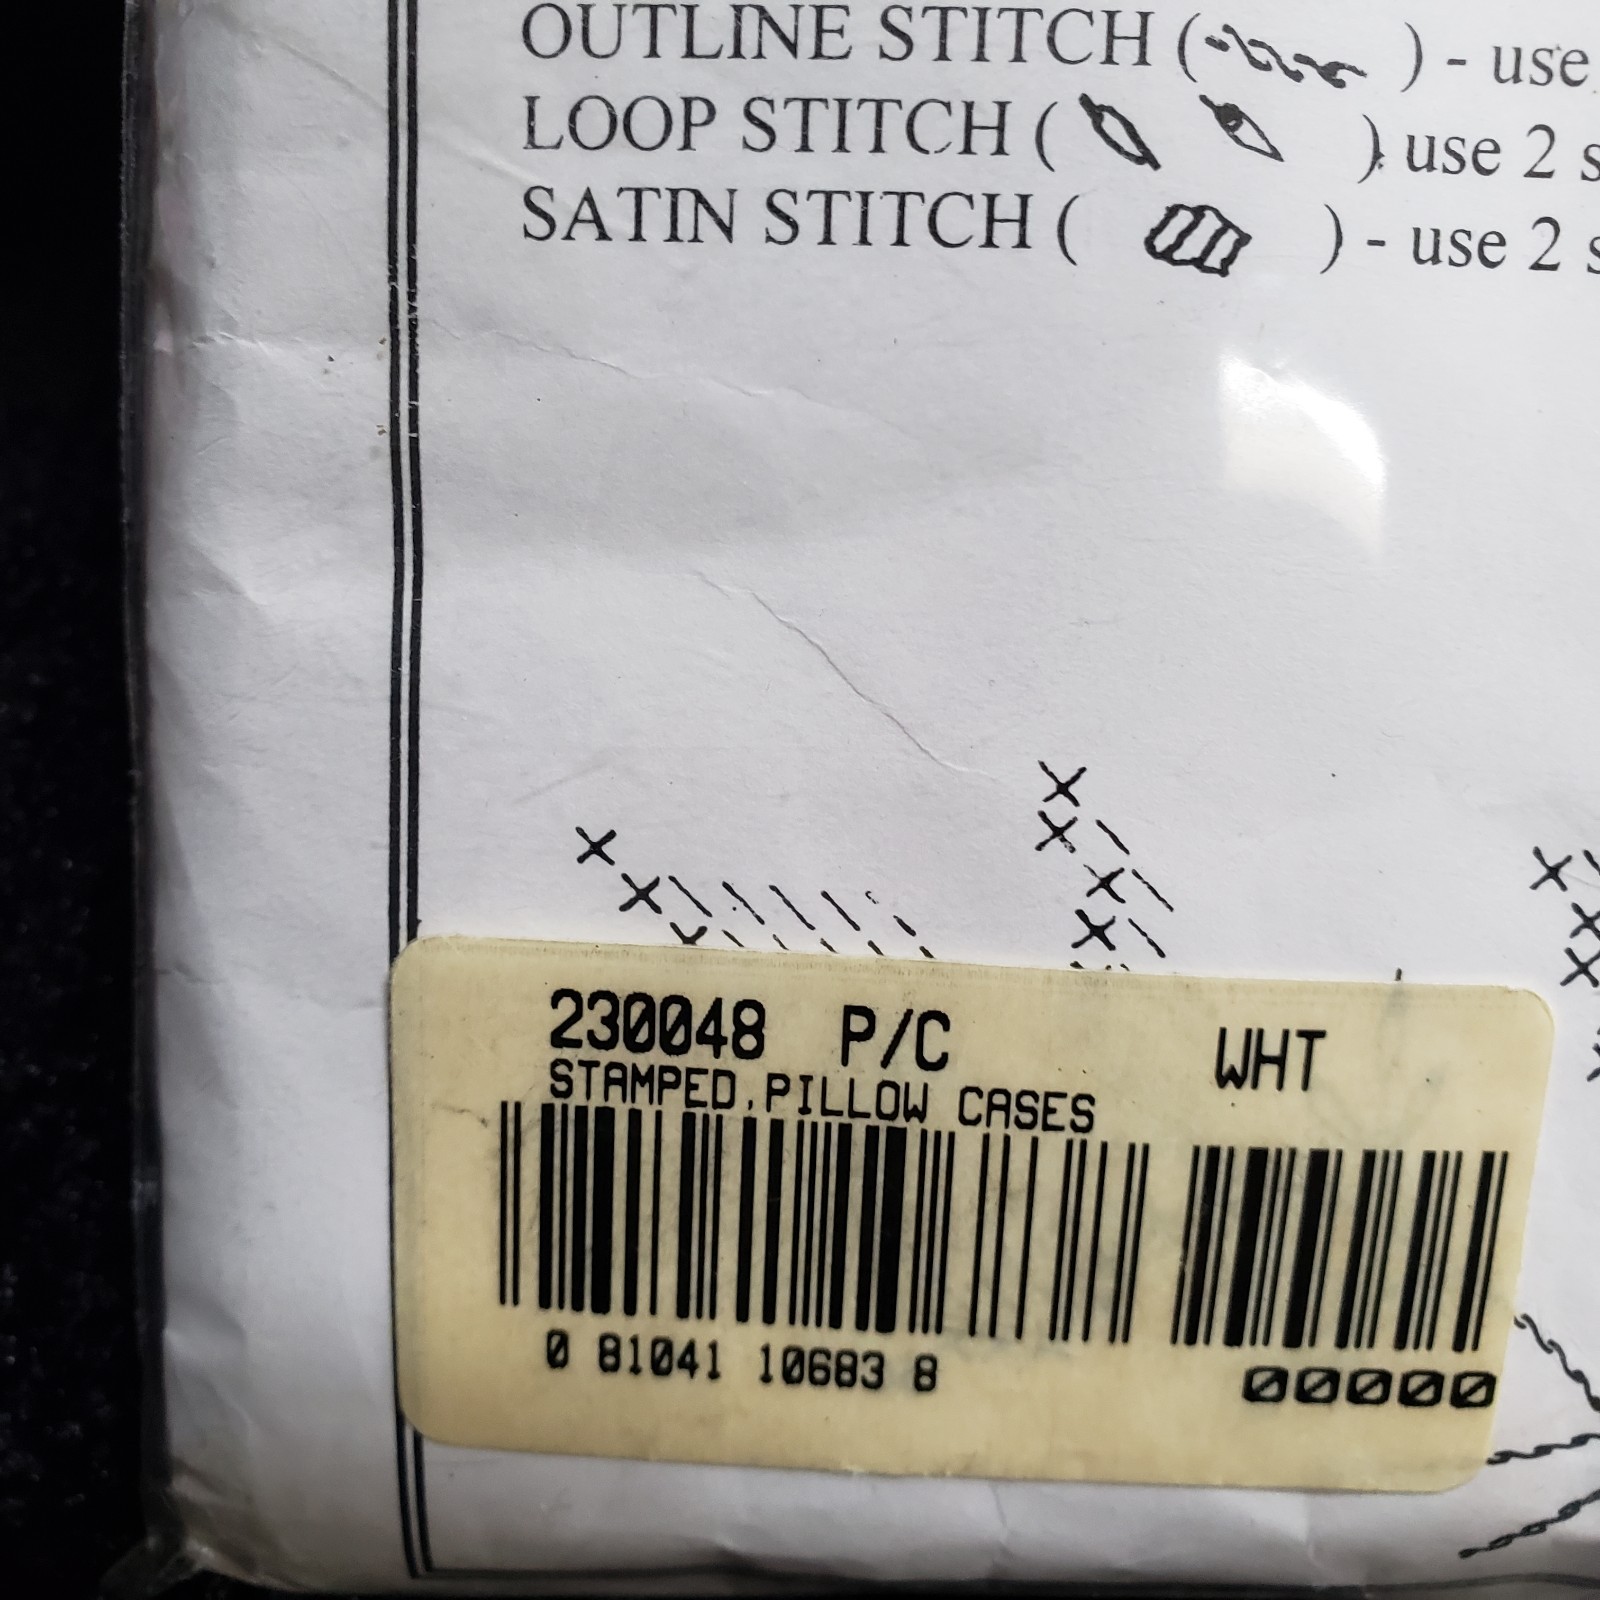 OUTLINE STITCH ( ) - use
LOOP STITCH ( ) use 2 s
SATIN STITCH ( ) - use 2 s
230048 P/C WHT
STAMPED,PILLOW CASES
0 81041 10683 8 00000